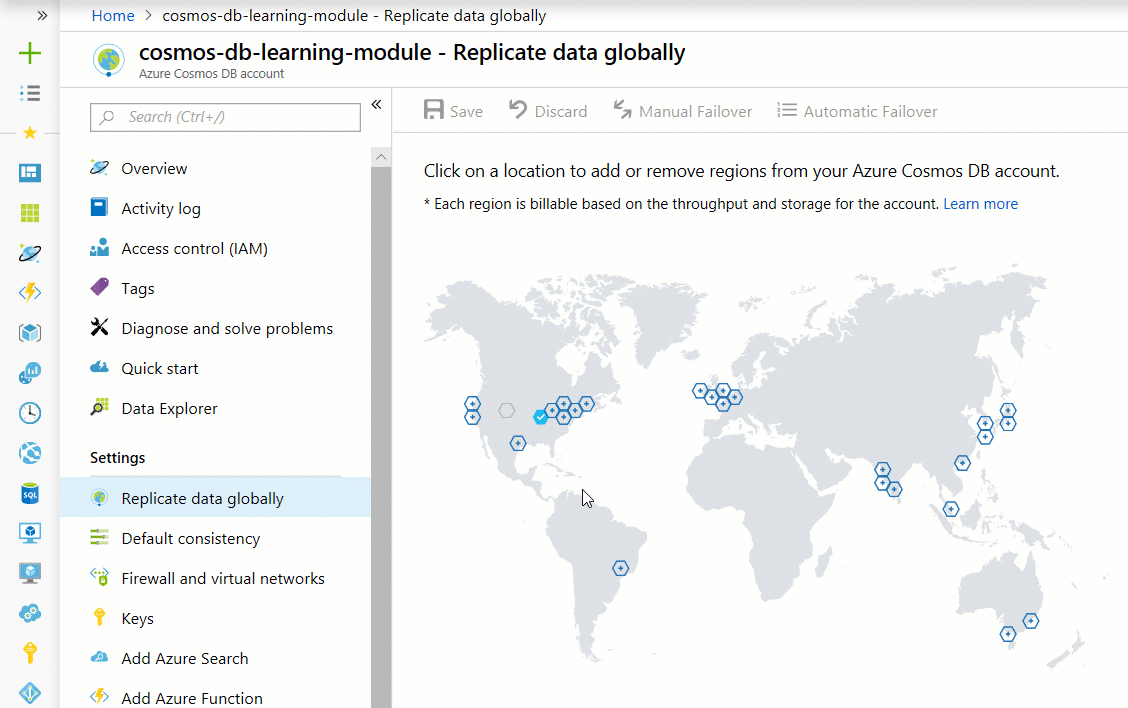 Home > cosmos-db-learning-module - Replicate data globally
cosmos-db-learning-module - Replicate data globally
Azure Cosmos DB account
Search (Ctrl+/)
Overview
Activity log
Access control (IAM)
Tags
Diagnose and solve problems
Quick start
Data Explorer
Settings
Replicate data globally
Default consistency
Firewall and virtual networks
Keys
Add Azure Search
Add Azure Function
SQL
Save Discard Manual Failover Automatic Failover
Click on a location to add or remove regions from your Azure Cosmos DB account.
* Each region is billable based on the throughput and storage for the account. Learn more